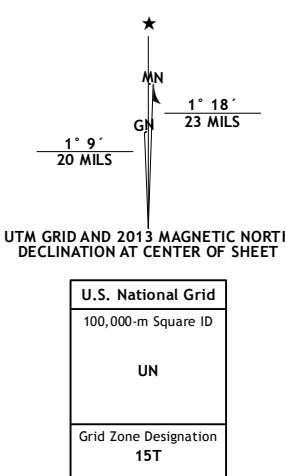 ★
MN
1° 18´
23 MILS
GN
1° 9´
20 MILS
UTM GRID AND 2013 MAGNETIC NORTH
DECLINATION AT CENTER OF SHEET
U.S. National Grid
100,000-m Square ID
UN
Grid Zone Designation
15T